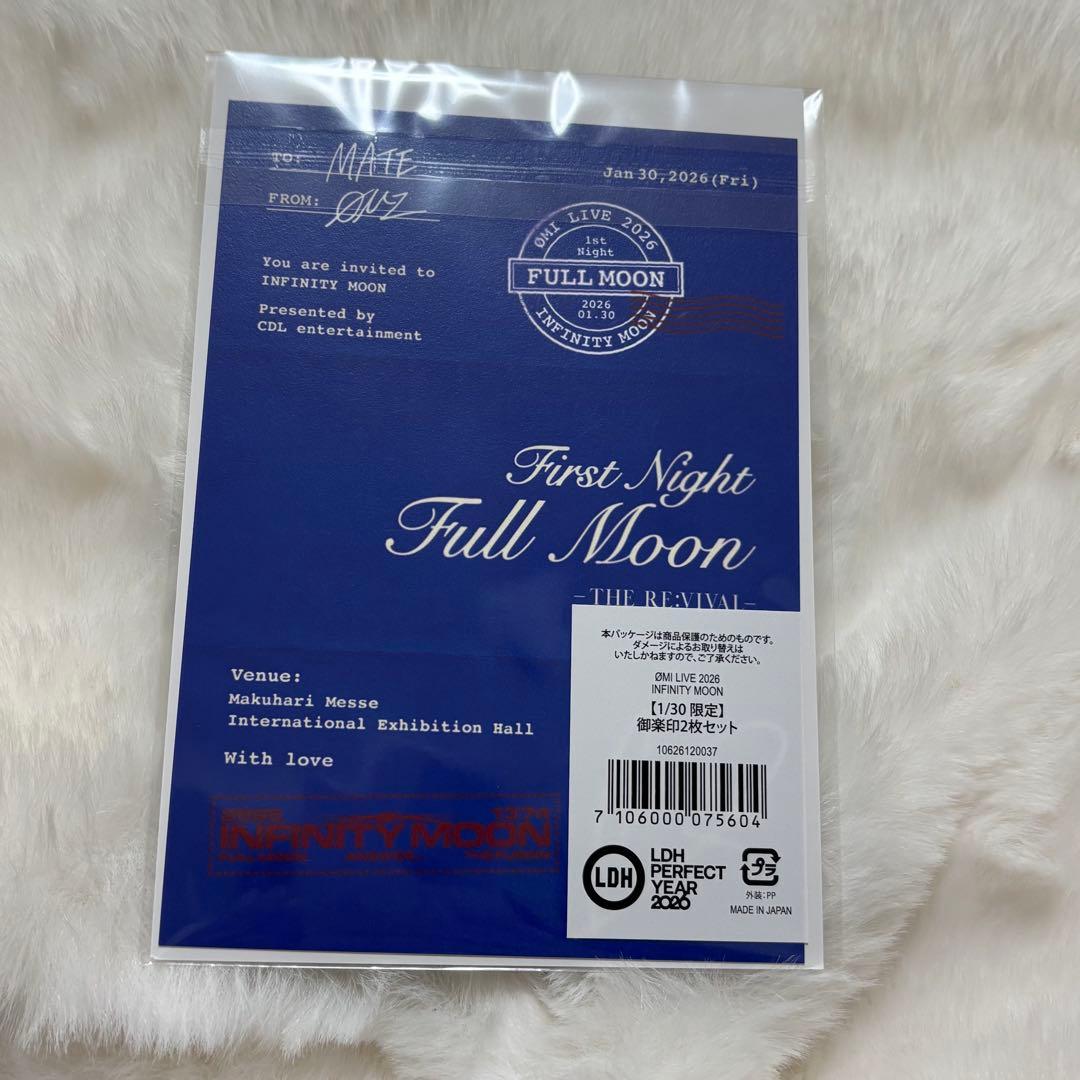 TO: MATE
FROM: ØMI
Jan 30,2026(Fri)
ØMI LIVE 2026
1st
Night
FULL MOON
2026
01.30
INFINITY MOON
You are invited to
INFINITY MOON
Presented by
CDL entertainment
First Night
Full Moon
-THE RE:VIVAL-
Venue:
Makuhari Messe
International Exhibition Hall
With love
INFINITY MOON
本パッケージは商品保護のためのものです。
ダメージによるお取り替えは
いたしかねますので、ご了承ください。
ØMI LIVE 2026
INFINITY MOON
【1/30 限定】
御楽印2枚セット
10626120037
7 106000 075604
LDH
LDH
PERFECT
YEAR
2026
プラ
外装:PP
MADE IN JAPAN